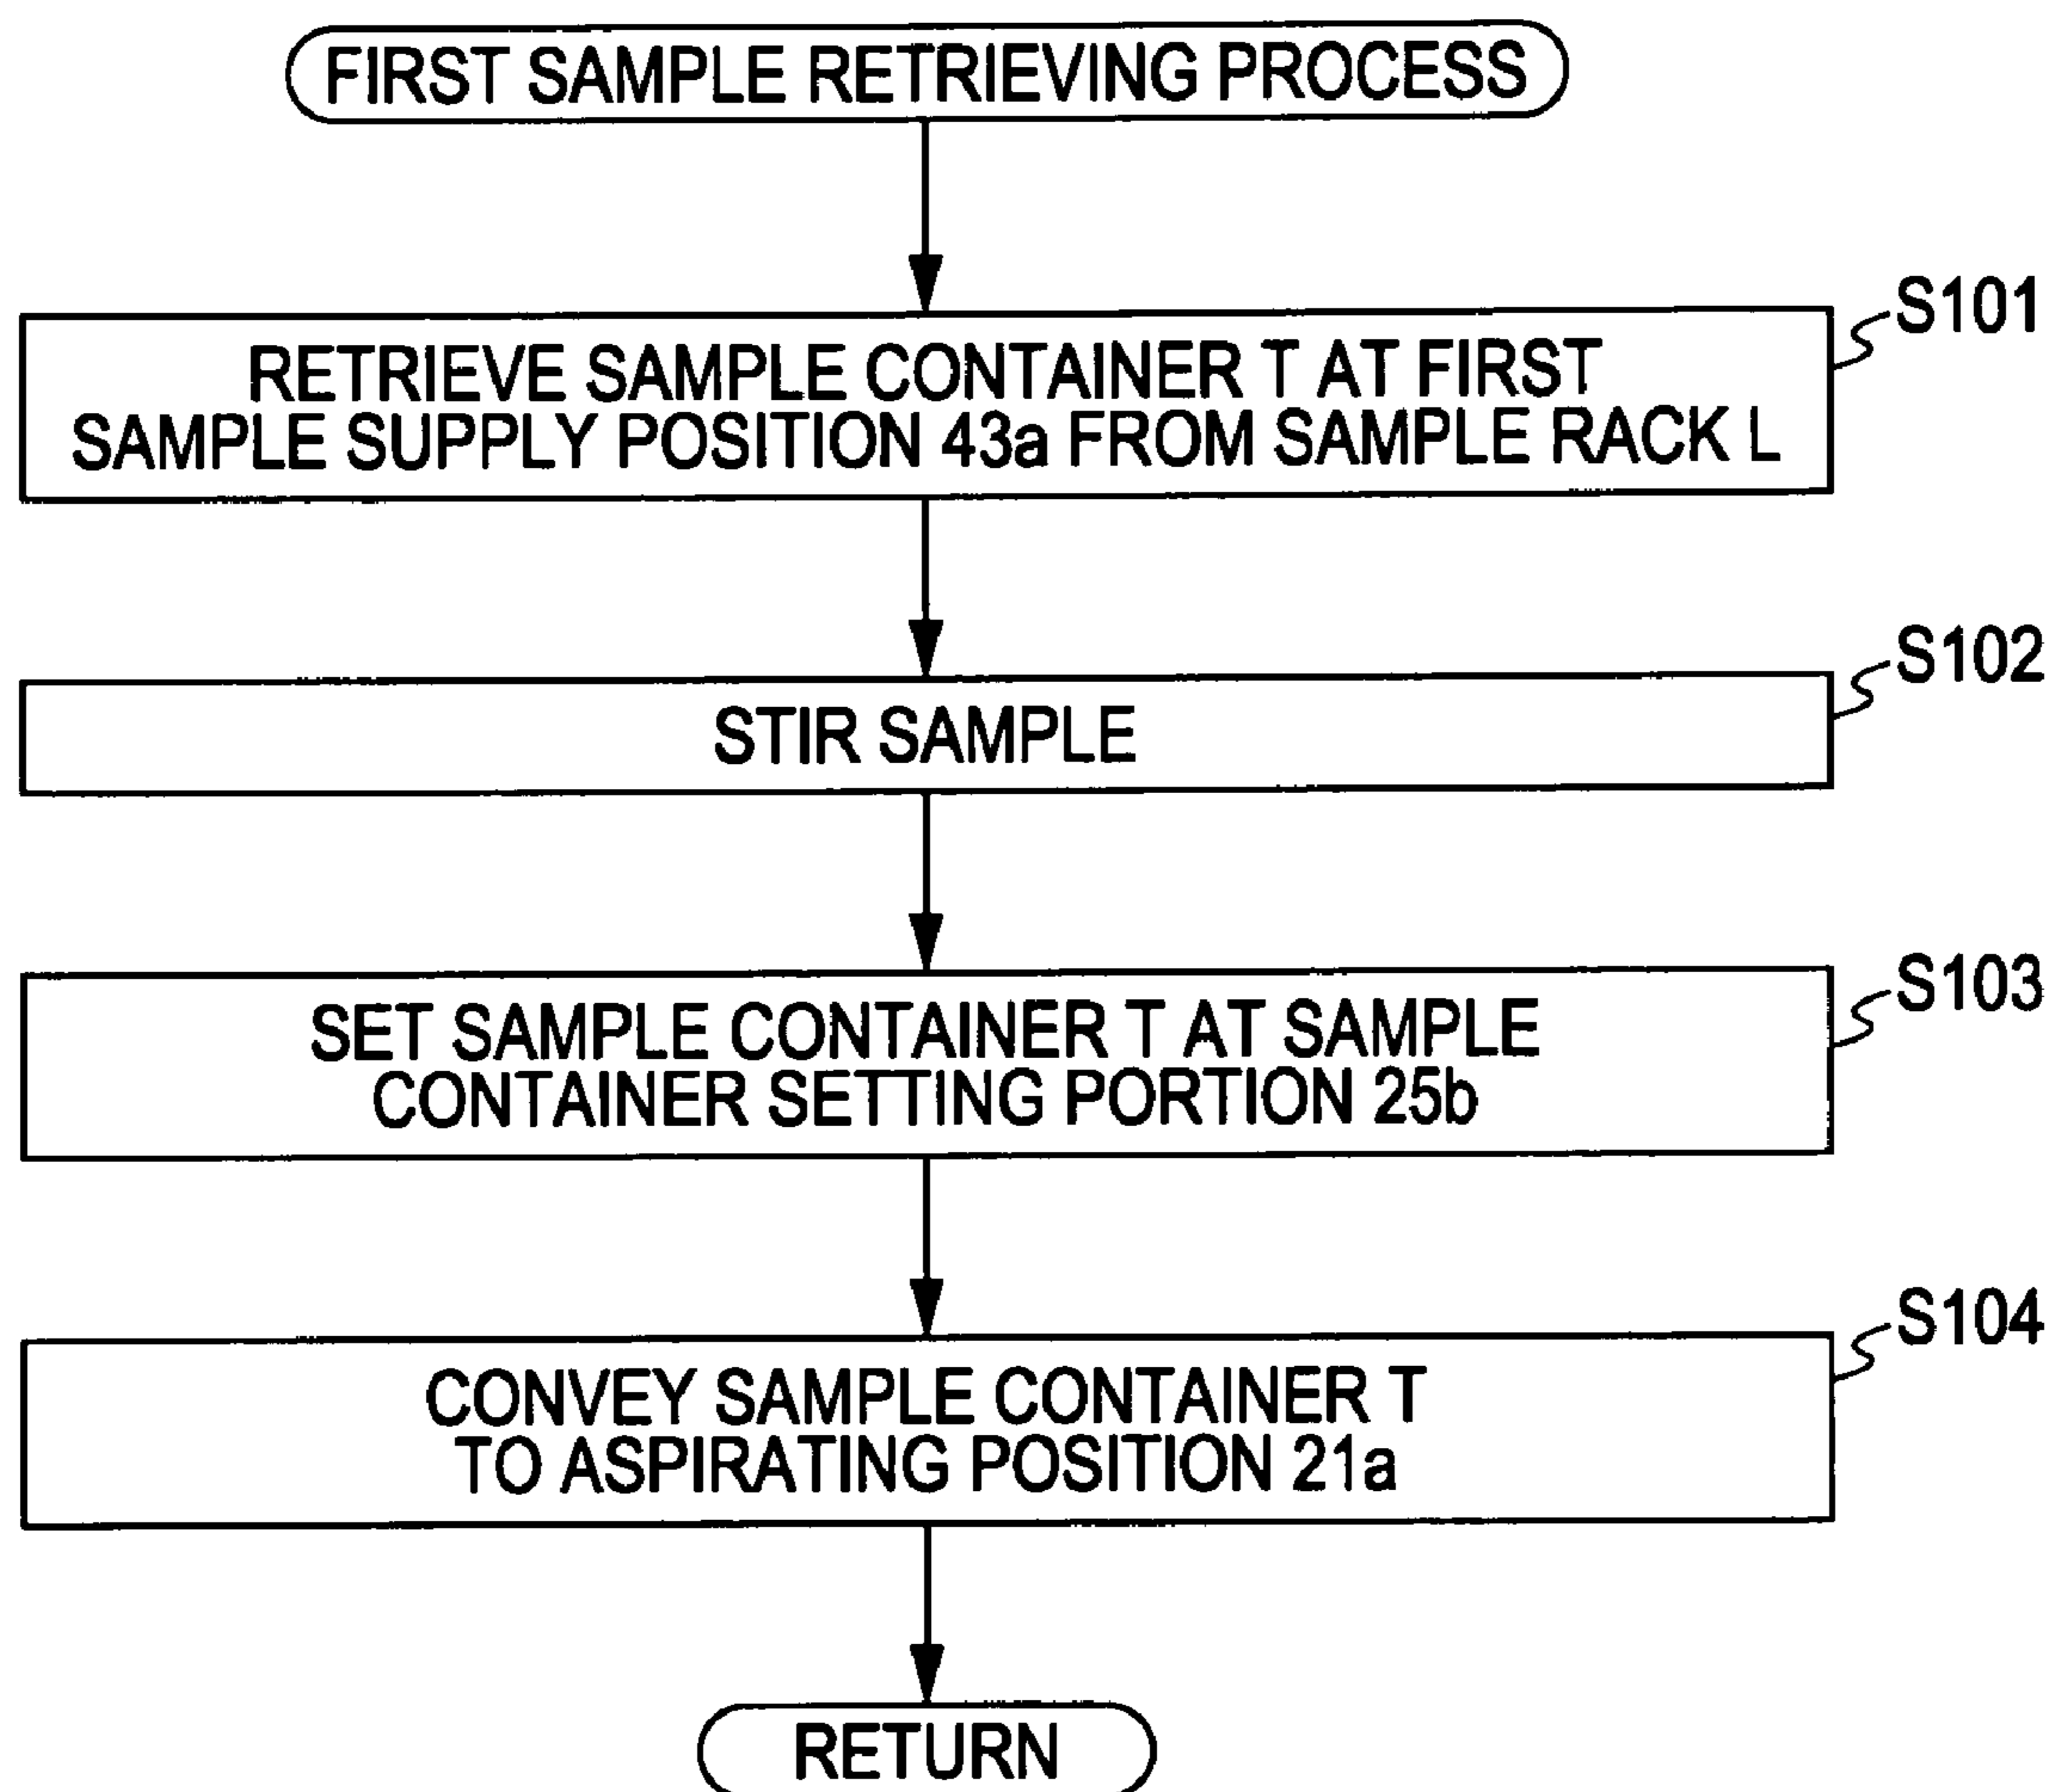 FIRST SAMPLE RETRIEVING PROCESS
S101
RETRIEVE SAMPLE CONTAINER T AT FIRST
SAMPLE SUPPLY POSITION 43a FROM SAMPLE RACK L
S102
STIR SAMPLE
S103
SET SAMPLE CONTAINER T AT SAMPLE
CONTAINER SETTING PORTION 25b
S104
CONVEY SAMPLE CONTAINER T
TO ASPIRATING POSITION 21a
RETURN